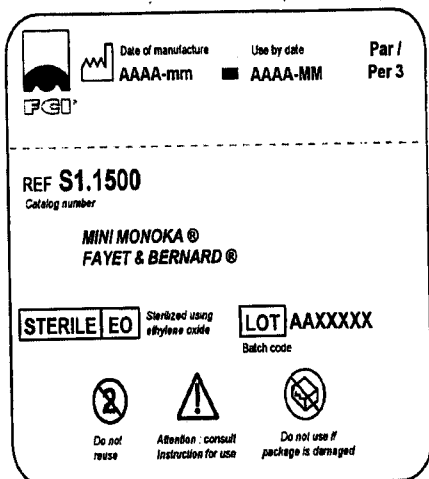 Date of manufacture
AAAA-mm
Use by date
AAAA-MM
Par /
Per 3
FCI
REF S1.1500
Catalog number
MINI MONOKA ®
FAYET & BERNARD ®
STERILE EO
Sterilized using
ethylene oxide
LOT AAXXXXX
Batch code
2
Do not
reuse
Attention : consult
Instruction for use
Do not use if
package is damaged